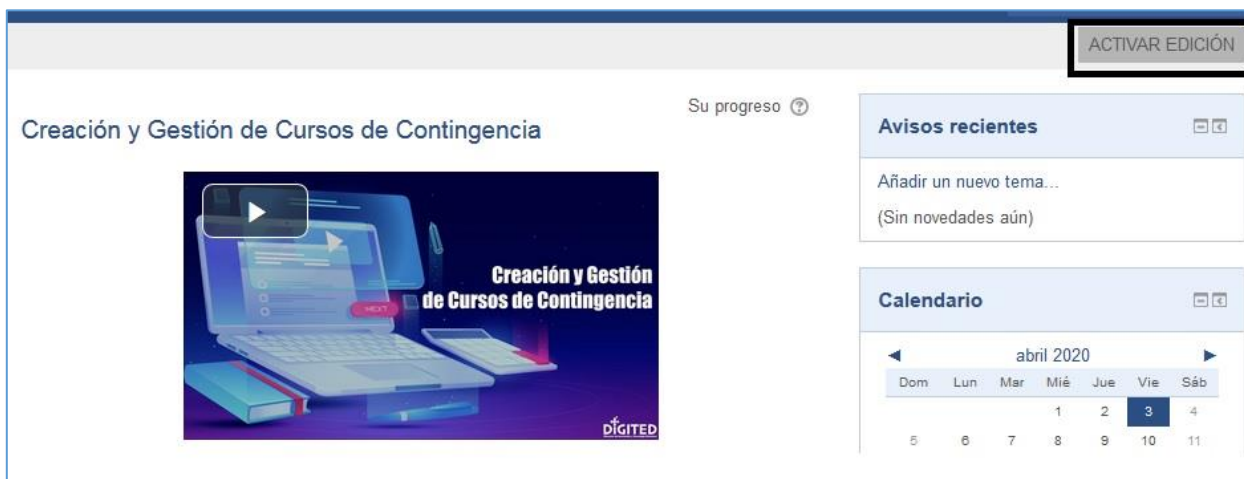 ACTIVAR EDICIÓN
Su progreso
Creación y Gestión de Cursos de Contingencia
NEXT
Creación y Gestión
de Cursos de Contingencia
DIGITED
Avisos recientes
Añadir un nuevo tema...
(Sin novedades aún)
Calendario
◄ abril 2020 ►
Dom Lun Mar Mié Jue Vie Sáb
1 2 3 4
5 6 7 8 9 10 11